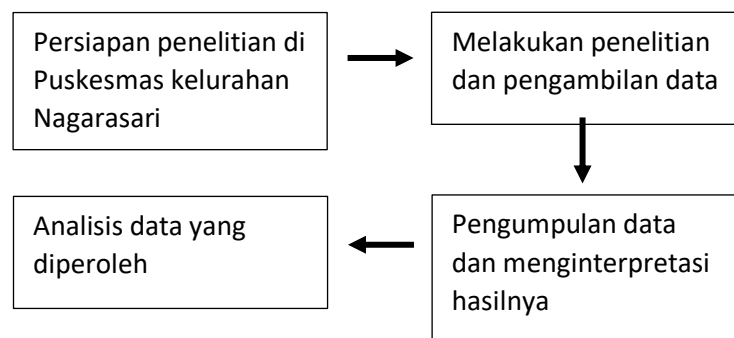 Persiapan penelitian di
Puskesmas kelurahan
Nagarasari
Melakukan penelitian
dan pengambilan data
Pengumpulan data
dan menginterpretasi
hasilnya
Analisis data yang
diperoleh